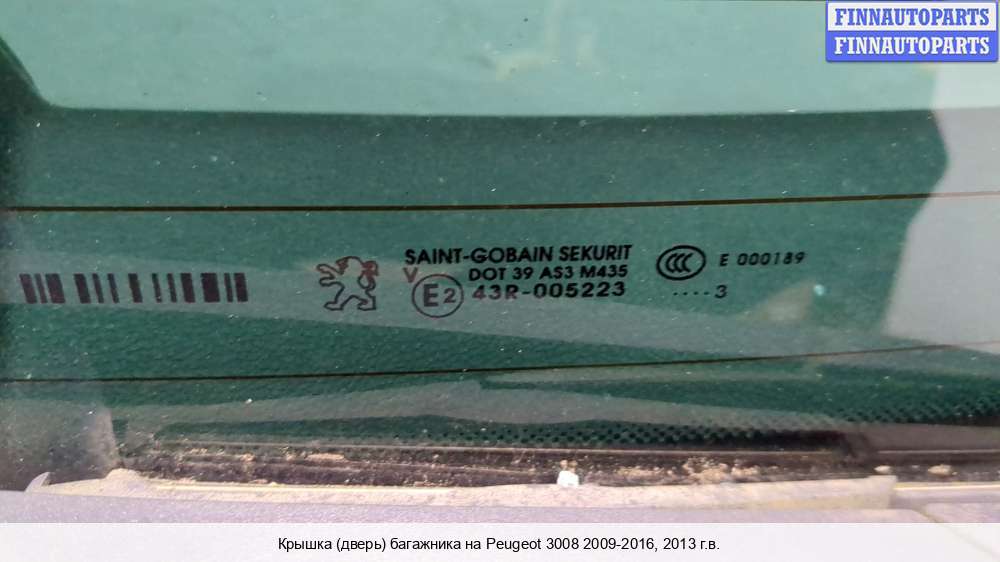 FINNAUTOPARTS
FINNAUTOPARTS
SAINT-GOBAIN SEKURIT
V DOT 39 AS3 M435
E2 43R-005223
CCC E 000189
....3
Крышка (дверь) багажника на Peugeot 3008 2009-2016, 2013 г.в.